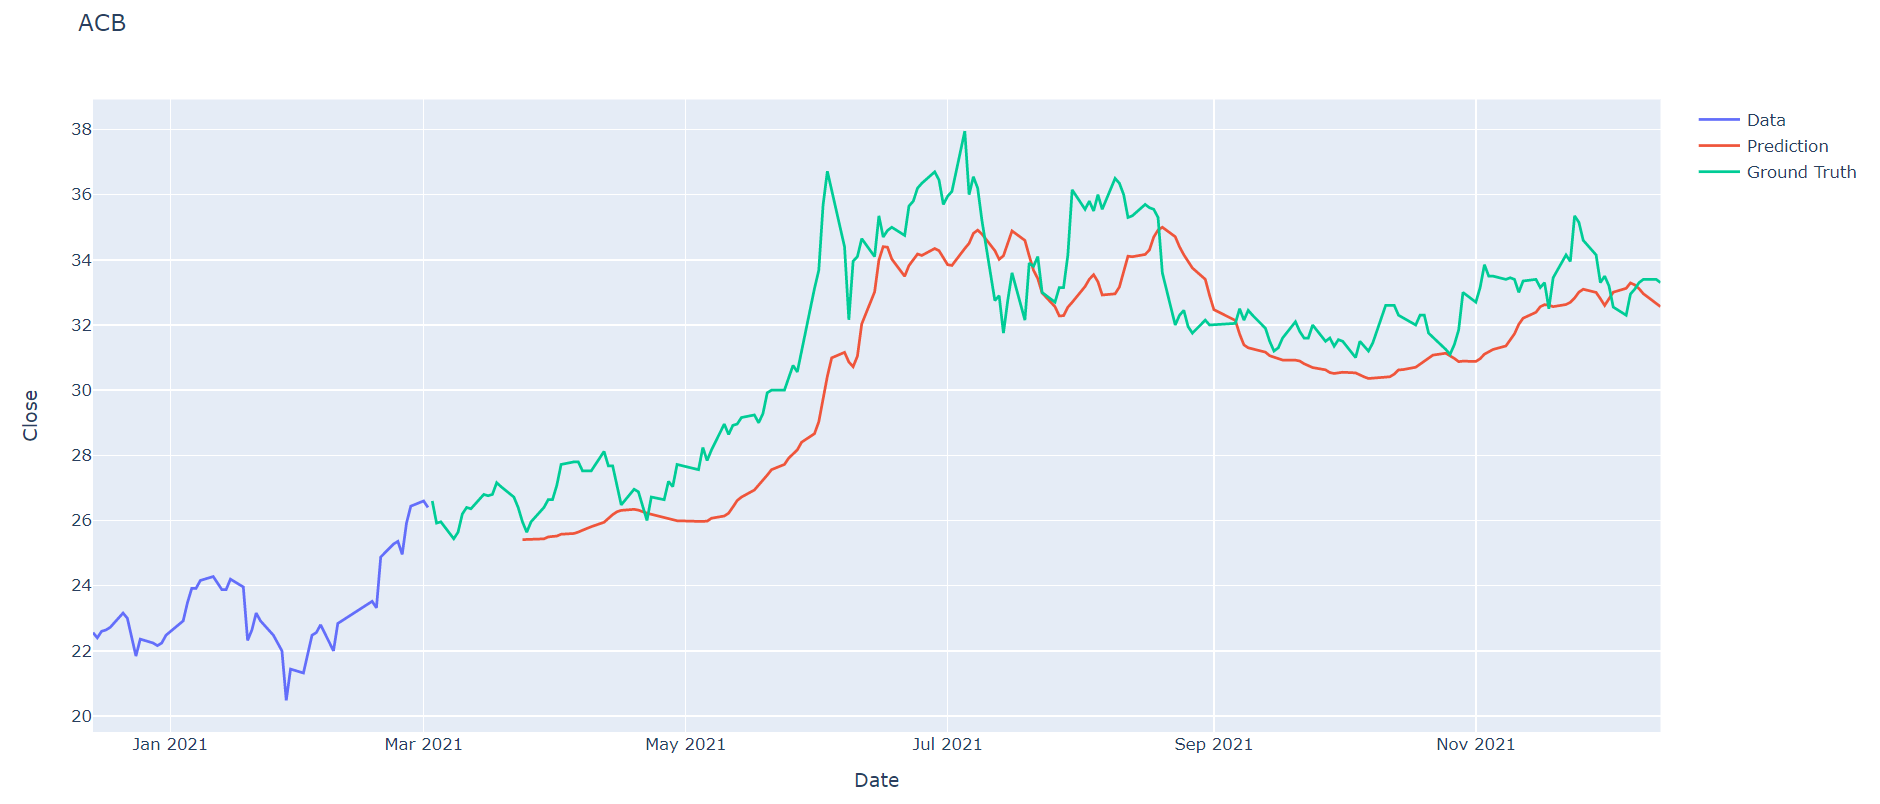 ACB
Data
Prediction
Ground Truth
38
36
34
32
30
28
26
24
22
20
Close
Jan 2021
Mar 2021
May 2021
Jul 2021
Sep 2021
Nov 2021
Date